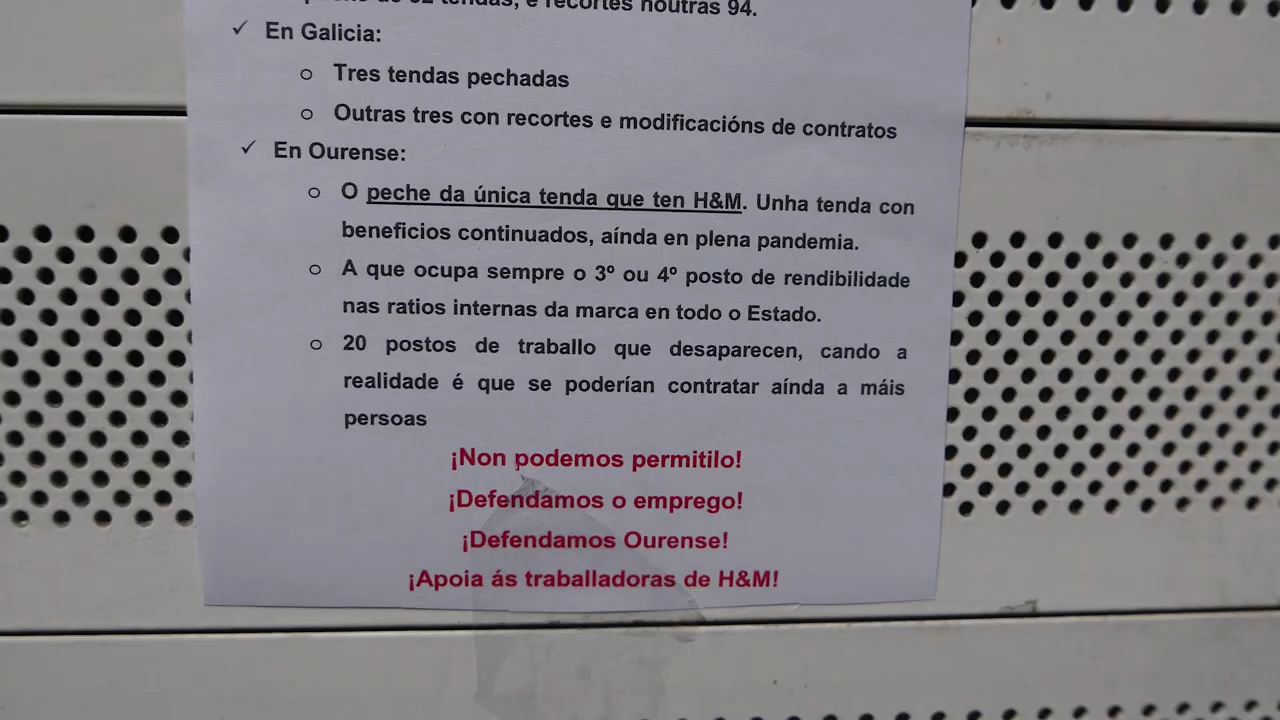 recortes noutras 94.
✓ En Galicia:
o Tres tendas pechadas
o Outras tres con recortes e modificacións de contratos
✓ En Ourense:
o O peche da única tenda que ten H&M. Unha tenda con
beneficios continuados, aínda en plena pandemia.
o A que ocupa sempre o 3º ou 4º posto de rendibilidade
nas ratios internas da marca en todo o Estado.
o 20 postos de traballo que desaparecen, cando a
realidade é que se poderían contratar aínda a máis
persoas
¡Non podemos permitilo!
¡Defendamos o emprego!
¡Defendamos Ourense!
¡Apoia ás traballadoras de H&M!